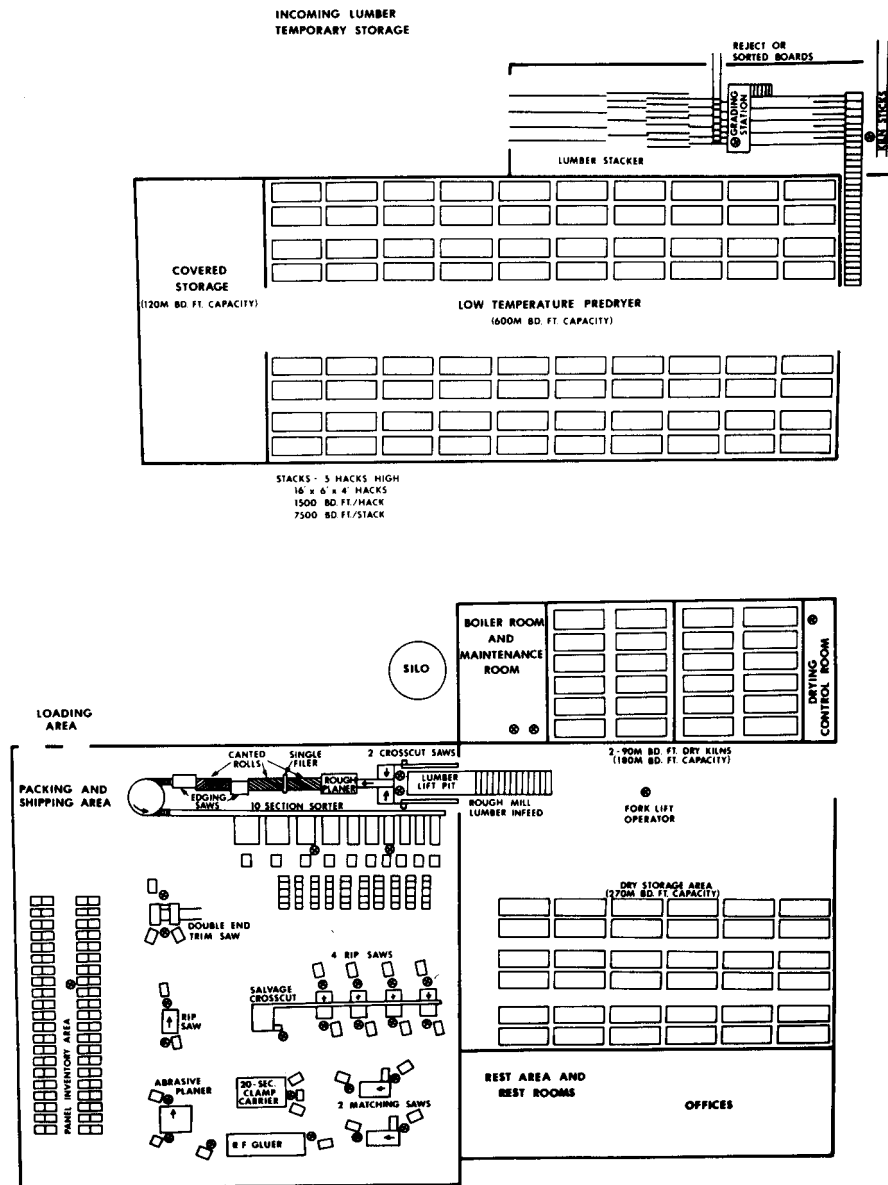 INCOMING LUMBER
TEMPORARY STORAGE
REJECT OR
SORTED BOARDS
GRADING
STATION
KILN STICKS
LUMBER STACKER
COVERED
STORAGE
(120M BD. FT. CAPACITY)
LOW TEMPERATURE PREDRYER
(600M BD. FT. CAPACITY)
STACKS - 5 HACKS HIGH
16' x 6' x 4' HACKS
1500 BD. FT./HACK
7500 BD. FT./STACK
BOILER ROOM
AND
MAINTENANCE
ROOM
DRYING
CONTROL ROOM
SILO
LOADING
AREA
2-90M BD. FT. DRY KILNS
(180M BD. FT. CAPACITY)
CANTED
ROLLS
SINGLE
FILER
2 CROSSCUT SAWS
PACKING AND
SHIPPING AREA
ROUGH
PLANER
LUMBER
LIFT PIT
EDGING
SAWS
10 SECTION SORTER
ROUGH MILL
LUMBER INFEED
FORK LIFT
OPERATOR
DRY STORAGE AREA
(270M BD. FT. CAPACITY)
DOUBLE END
TRIM SAW
4 RIP SAWS
SALVAGE
CROSSCUT
RIP
SAW
PANEL INVENTORY AREA
ABRASIVE
PLANER
20-SEC.
CLAMP
CARRIER
2 MATCHING SAWS
R F GLUER
REST AREA AND
REST ROOMS
OFFICES